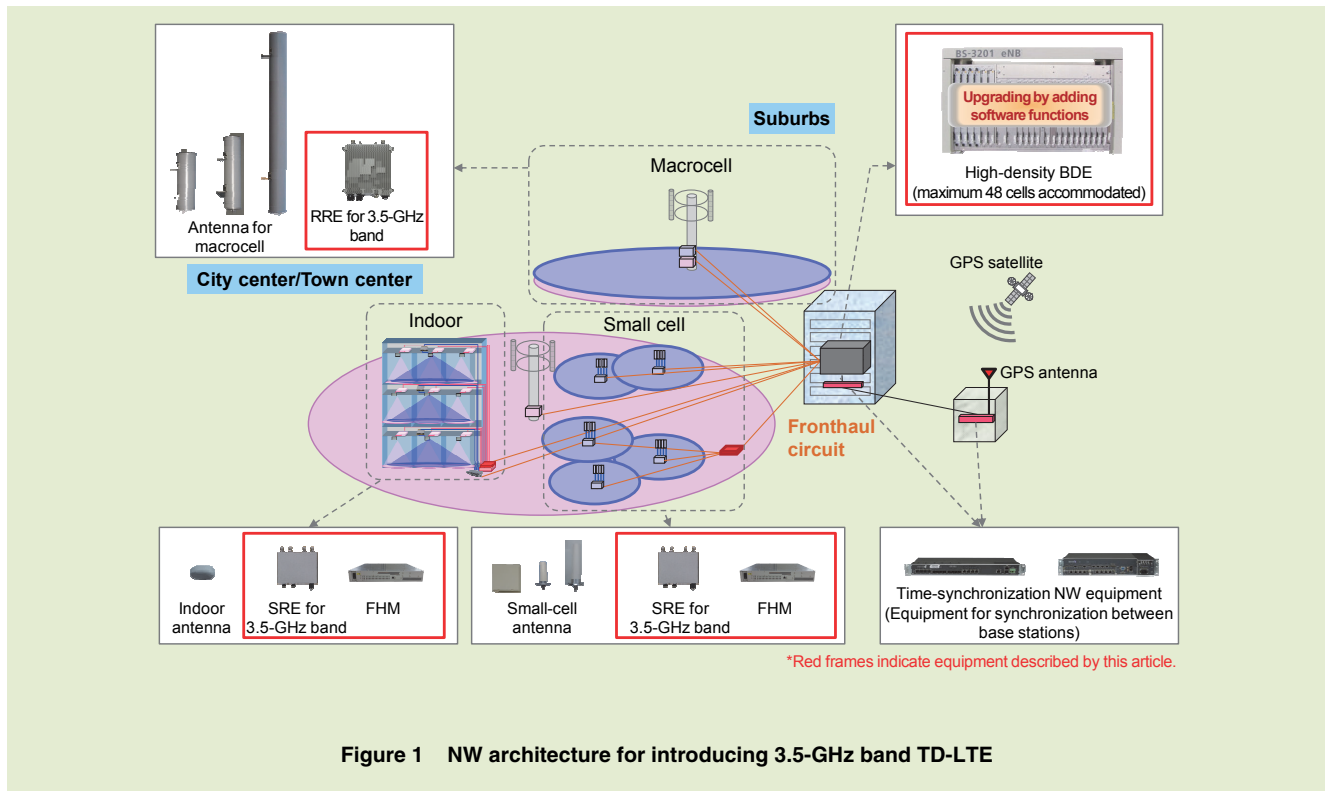 BS-3201 eNB
Upgrading by adding
software functions
High-density BDE
(maximum 48 cells accommodated)
Suburbs
Macrocell
Antenna for
macrocell
RRE for 3.5-GHz
band
City center/Town center
GPS satellite
Indoor
Small cell
GPS antenna
Fronthaul
circuit
Indoor
antenna
SRE for
3.5-GHz band
FHM
Small-cell
antenna
SRE for
3.5-GHz band
FHM
Time-synchronization NW equipment
(Equipment for synchronization between
base stations)
*Red frames indicate equipment described by this article.
Figure 1 NW architecture for introducing 3.5-GHz band TD-LTE